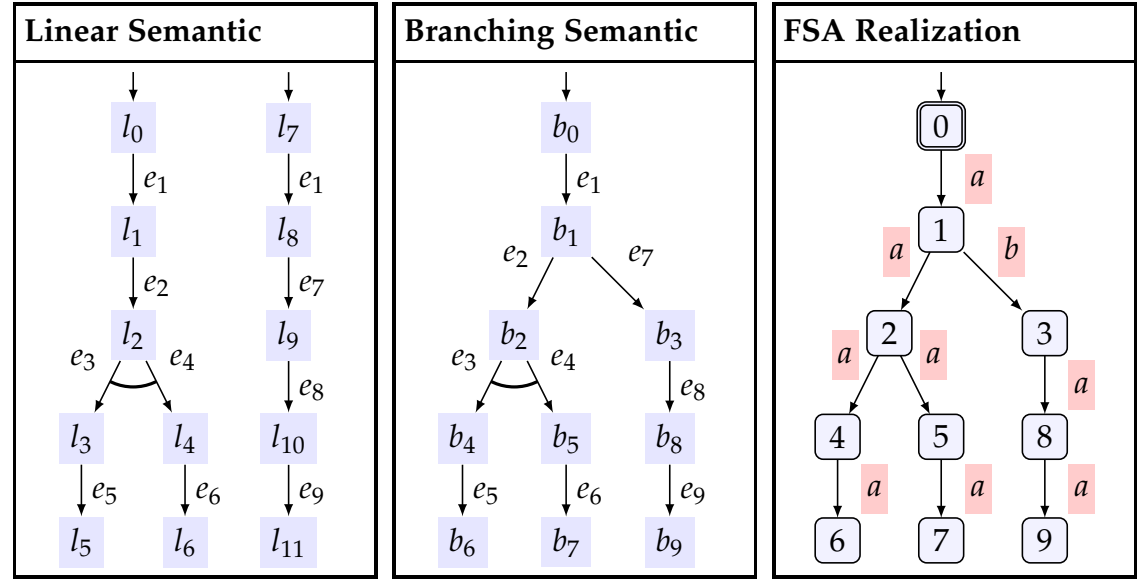 Linear Semantic
l0 l7
e1 e1
l1 l8
e2 e7
l2 l9
e3 e4 e8
l3 l4 l10
e5 e6 e9
l5 l6 l11
Branching Semantic
b0
e1
b1
e2 e7
b2 b3
e3 e4 e8
b4 b5 b8
e5 e6 e9
b6 b7 b9
FSA Realization
0
a
1
a b
2 3
a a a
4 5 8
a a a
6 7 9